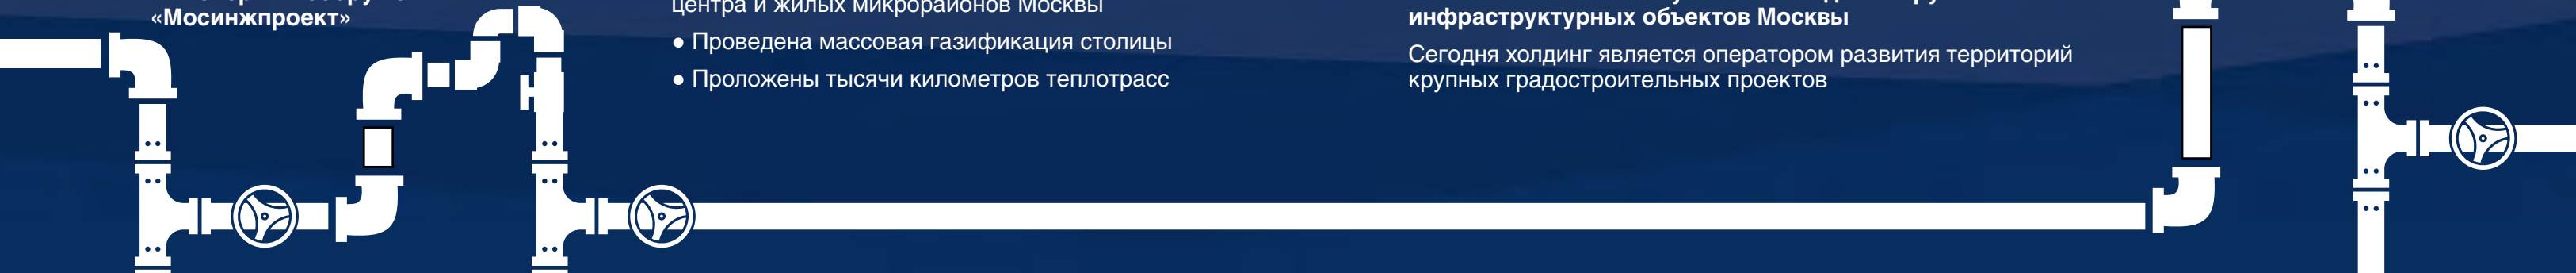 «Мосинжпроект»
центра и жилых микрорайонов Москвы
● Проведена массовая газификация столицы
● Проложены тысячи километров теплотрасс
инфраструктурных объектов Москвы
Сегодня холдинг является оператором развития территорий
крупных градостроительных проектов